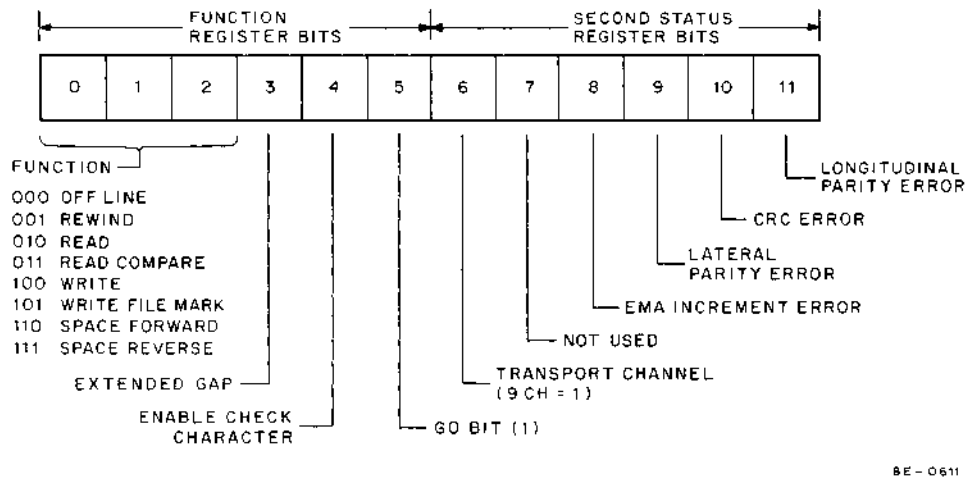 FUNCTION
REGISTER BITS
SECOND STATUS
REGISTER BITS
0 1 2 3 4 5 6 7 8 9 10 11
FUNCTION
000 OFF LINE
001 REWIND
010 READ
011 READ COMPARE
100 WRITE
101 WRITE FILE MARK
110 SPACE FORWARD
111 SPACE REVERSE
EXTENDED GAP
ENABLE CHECK
CHARACTER
GO BIT (1)
TRANSPORT CHANNEL
(9 CH = 1)
NOT USED
EMA INCREMENT ERROR
LATERAL
PARITY ERROR
CRC ERROR
LONGITUDINAL
PARITY ERROR
8E-0611